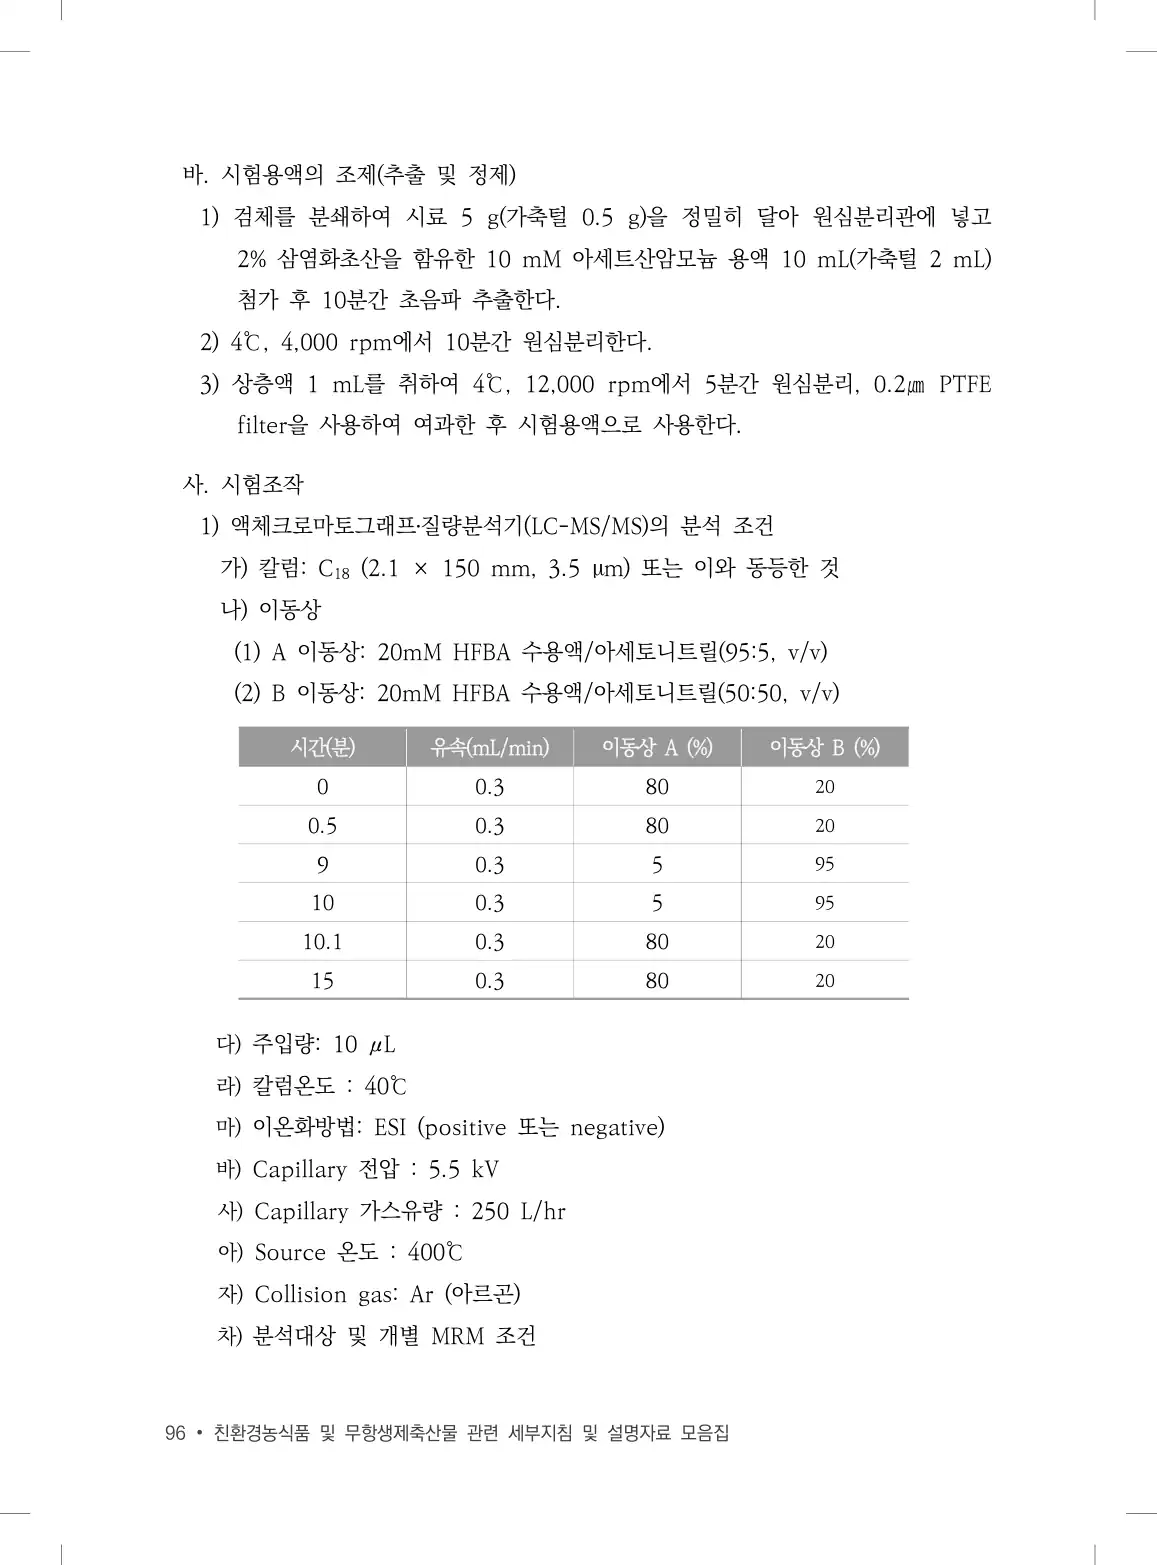 바. 시험용액의 조제(추출 및 정제)
1) 검체를 분쇄하여 시료 5 g(가축털 0.5 g)을 정밀히 달아 원심분리관에 넣고
2% 삼염화초산을 함유한 10 mM 아세트산암모늄 용액 10 mL(가축털 2 mL)
첨가 후 10분간 초음파 추출한다.
2) 4℃, 4,000 rpm에서 10분간 원심분리한다.
3) 상층액 1 mL를 취하여 4℃, 12,000 rpm에서 5분간 원심분리, 0.2㎛ PTFE
filter을 사용하여 여과한 후 시험용액으로 사용한다.
사. 시험조작
1) 액체크로마토그래프·질량분석기(LC-MS/MS)의 분석 조건
가) 칼럼: C₁₈ (2.1 × 150 mm, 3.5 μm) 또는 이와 동등한 것
나) 이동상
(1) A 이동상: 20mM HFBA 수용액/아세토니트릴(95:5, v/v)
(2) B 이동상: 20mM HFBA 수용액/아세토니트릴(50:50, v/v)
시간(분) 유속(mL/min) 이동상 A (%) 이동상 B (%)
0 0.3 80 20
0.5 0.3 80 20
9 0.3 5 95
10 0.3 5 95
10.1 0.3 80 20
15 0.3 80 20
다) 주입량: 10 μL
라) 칼럼온도 : 40℃
마) 이온화방법: ESI (positive 또는 negative)
바) Capillary 전압 : 5.5 kV
사) Capillary 가스유량 : 250 L/hr
아) Source 온도 : 400℃
자) Collision gas: Ar (아르곤)
차) 분석대상 및 개별 MRM 조건
96 • 친환경농식품 및 무항생제축산물 관련 세부지침 및 설명자료 모음집